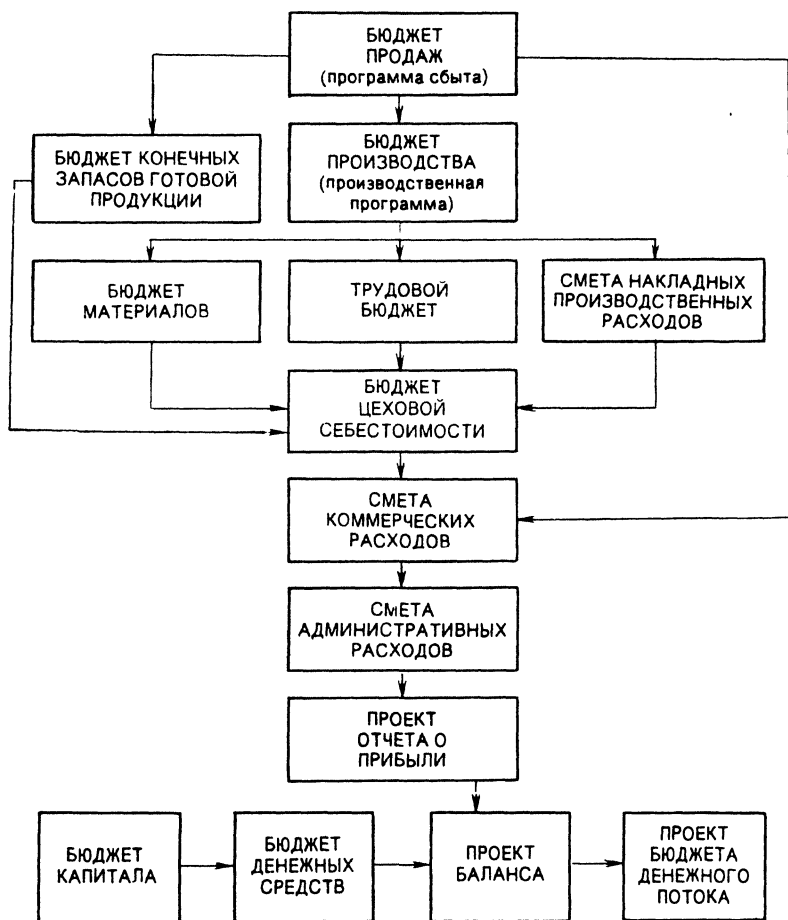 БЮДЖЕТ
ПРОДАЖ
(программа сбыта)
БЮДЖЕТ КОНЕЧНЫХ
ЗАПАСОВ ГОТОВОЙ
ПРОДУКЦИИ
БЮДЖЕТ
ПРОИЗВОДСТВА
(производственная
программа)
БЮДЖЕТ
МАТЕРИАЛОВ
ТРУДОВОЙ
БЮДЖЕТ
СМЕТА НАКЛАДНЫХ
ПРОИЗВОДСТВЕННЫХ
РАСХОДОВ
БЮДЖЕТ
ЦЕХОВОЙ
СЕБЕСТОИМОСТИ
СМЕТА
КОММЕРЧЕСКИХ
РАСХОДОВ
СМЕТА
АДМИНИСТРАТИВНЫХ
РАСХОДОВ
ПРОЕКТ
ОТЧЕТА О
ПРИБЫЛИ
БЮДЖЕТ
КАПИТАЛА
БЮДЖЕТ
ДЕНЕЖНЫХ
СРЕДСТВ
ПРОЕКТ
БАЛАНСА
ПРОЕКТ
БЮДЖЕТА
ДЕНЕЖНОГО
ПОТОКА